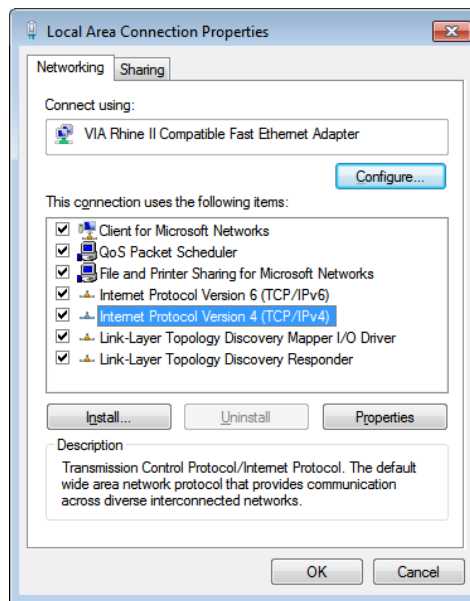 Local Area Connection Properties
Networking
Sharing
Connect using:
VIA Rhine II Compatible Fast Ethernet Adapter
Configure...
This connection uses the following items:
Client for Microsoft Networks
QoS Packet Scheduler
File and Printer Sharing for Microsoft Networks
Internet Protocol Version 6 (TCP/IPv6)
Internet Protocol Version 4 (TCP/IPv4)
Link-Layer Topology Discovery Mapper I/O Driver
Link-Layer Topology Discovery Responder
Install...
Uninstall
Properties
Description
Transmission Control Protocol/Internet Protocol. The default
wide area network protocol that provides communication
across diverse interconnected networks.
OK
Cancel